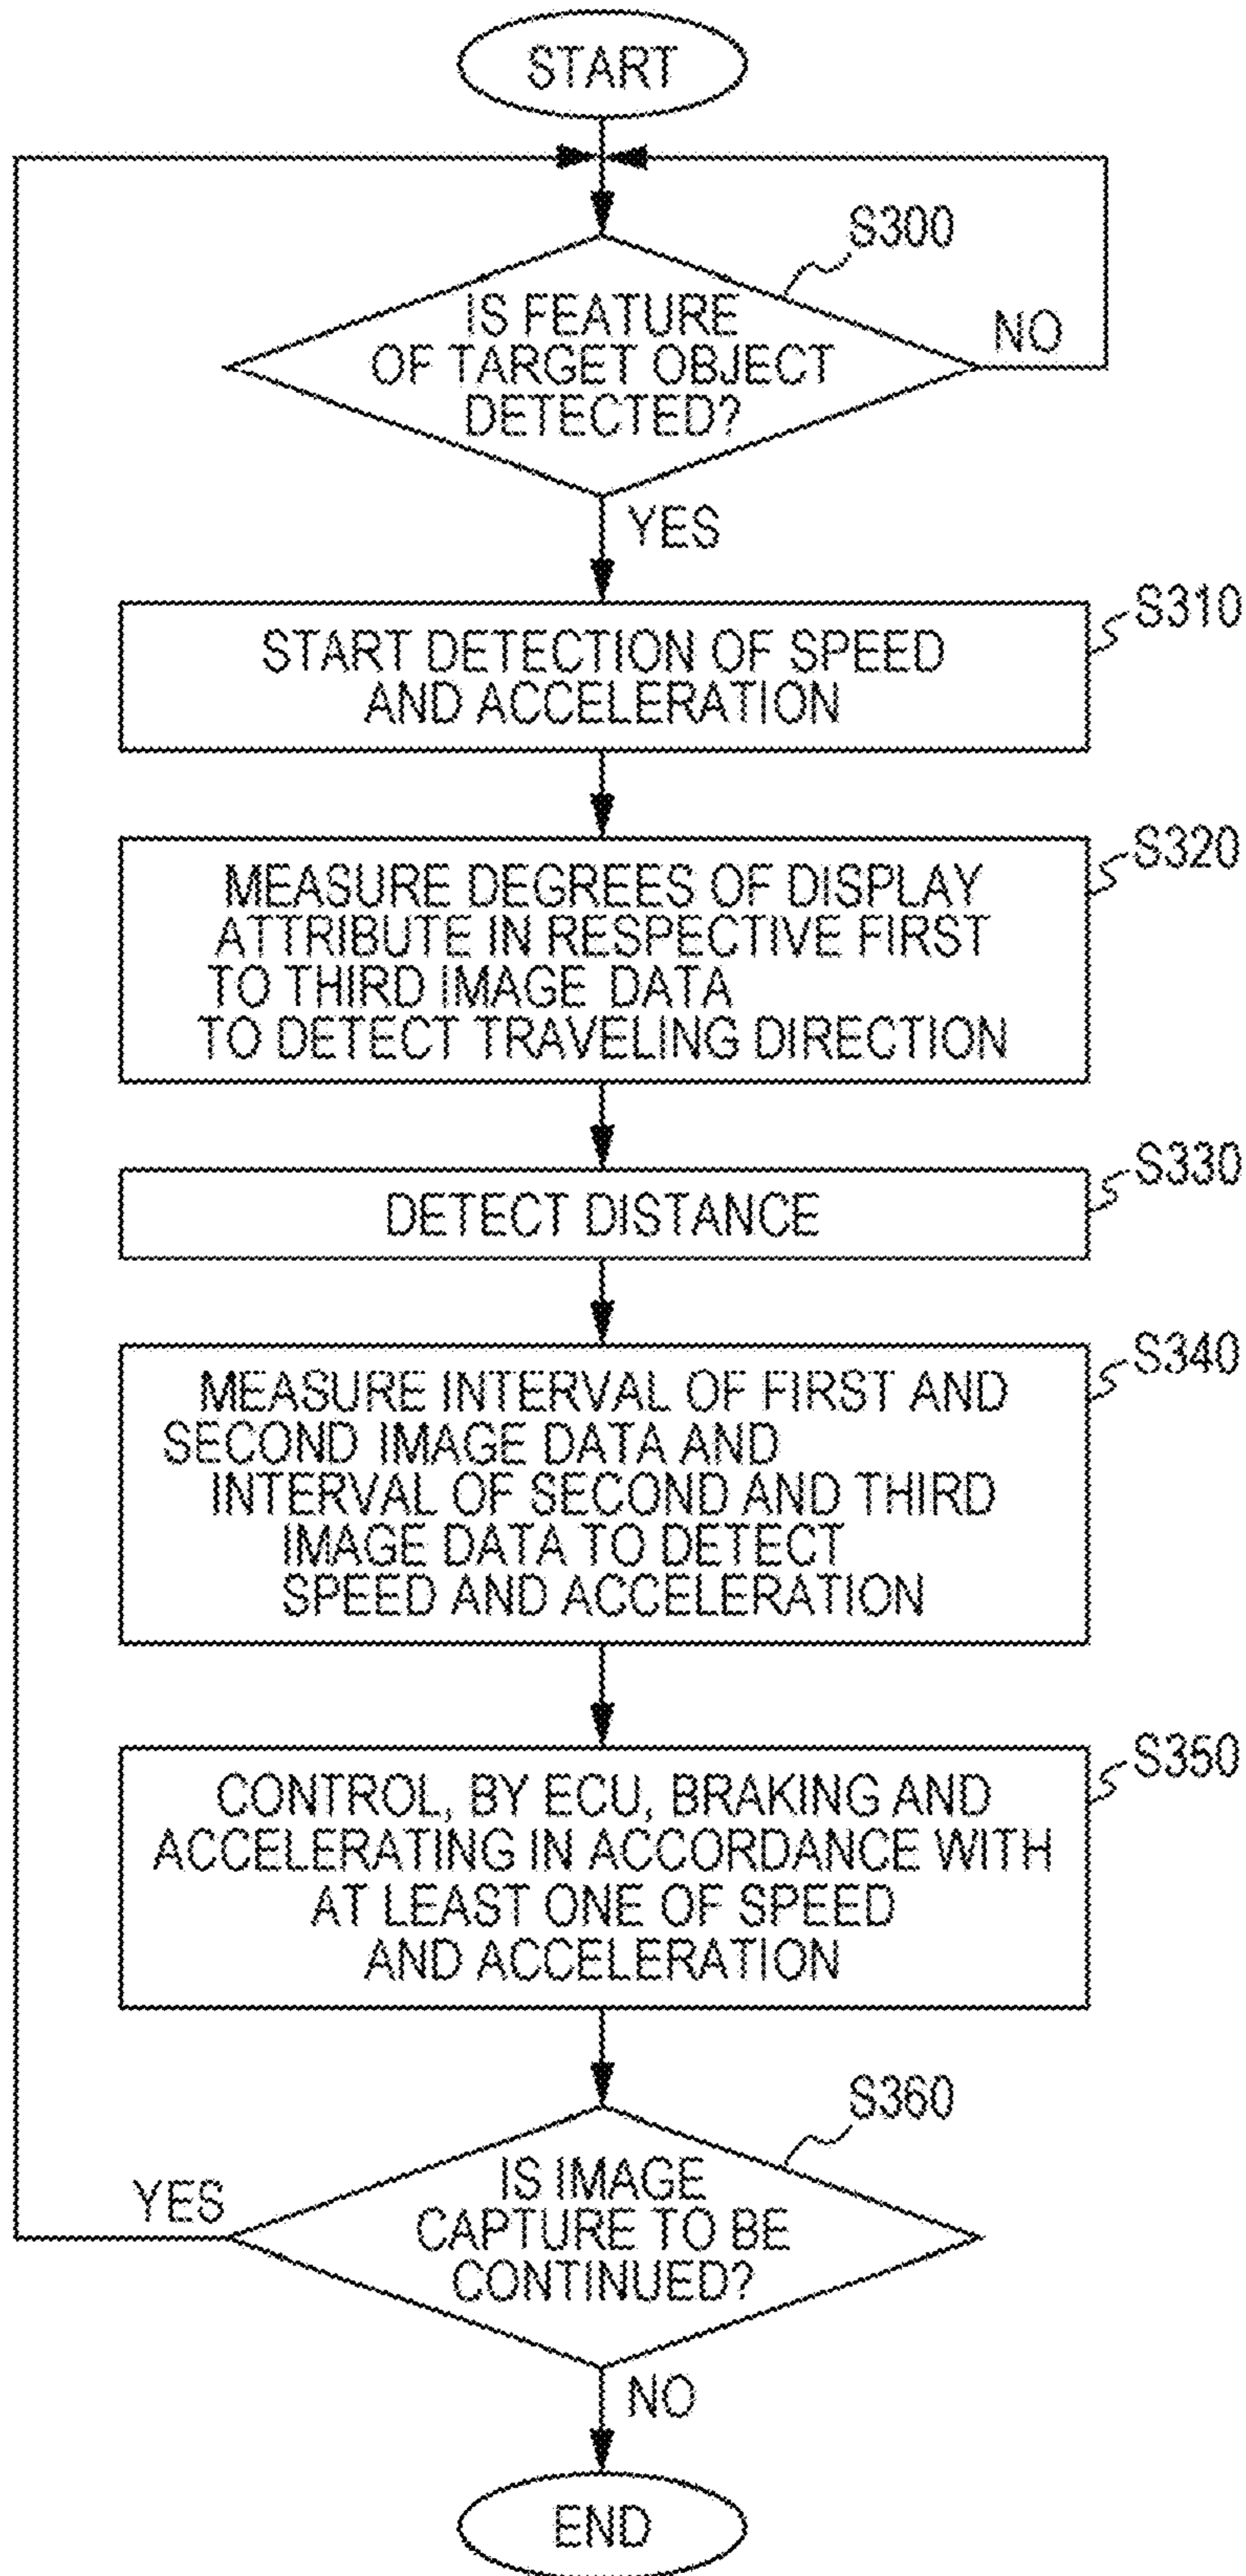 START
S300
IS FEATURE
OF TARGET OBJECT
DETECTED?
NO
YES
S310
START DETECTION OF SPEED
AND ACCELERATION
S320
MEASURE DEGREES OF DISPLAY
ATTRIBUTE IN RESPECTIVE FIRST
TO THIRD IMAGE DATA
TO DETECT TRAVELING DIRECTION
S330
DETECT DISTANCE
S340
MEASURE INTERVAL OF FIRST AND
SECOND IMAGE DATA AND
INTERVAL OF SECOND AND THIRD
IMAGE DATA TO DETECT
SPEED AND ACCELERATION
S350
CONTROL, BY ECU, BRAKING AND
ACCELERATING IN ACCORDANCE WITH
AT LEAST ONE OF SPEED
AND ACCELERATION
S360
IS IMAGE
CAPTURE TO BE
CONTINUED?
YES
NO
END